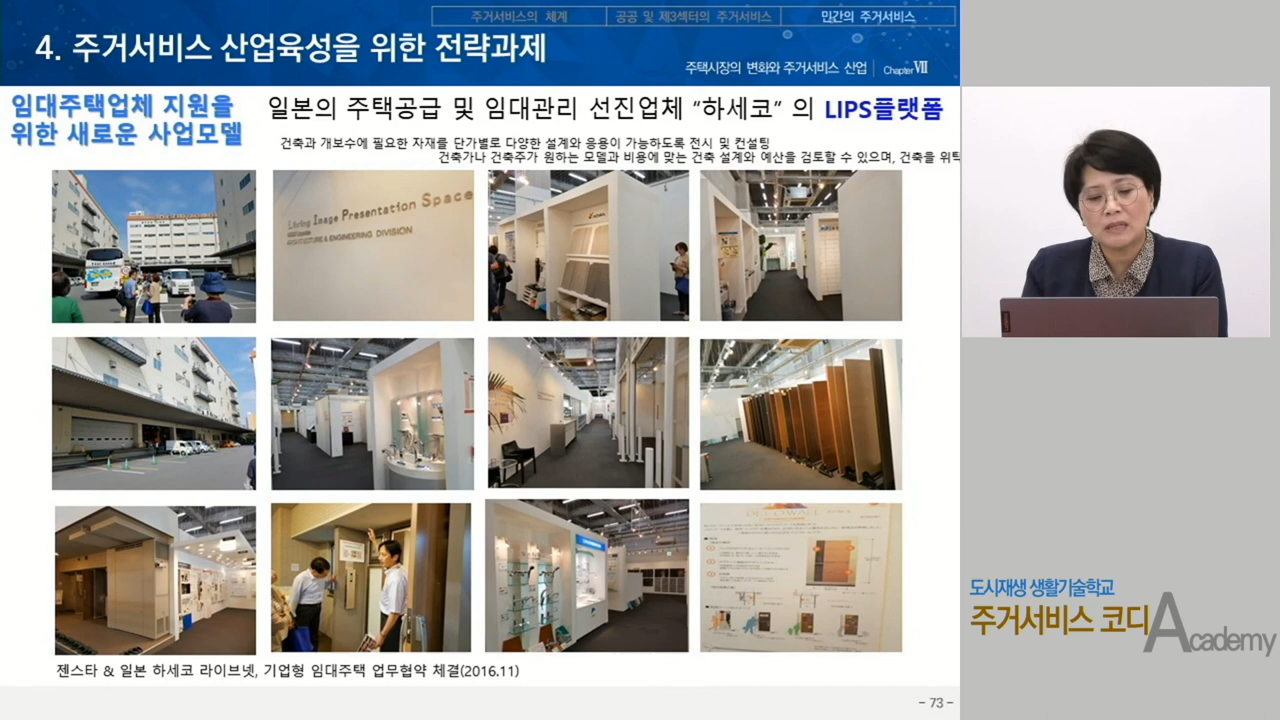 주거서비스의 체계
공공 및 제3섹터의 주거서비스
민간의 주거서비스
4. 주거서비스 산업육성을 위한 전략과제
주택시장의 변화와 주거서비스 산업
Chapter Ⅶ
임대주택업체 지원을
위한 새로운 사업모델
일본의 주택공급 및 임대관리 선진업체 “하세코” 의 LIPS플랫폼
건축과 개보수에 필요한 자재를 단가별로 다양한 설계와 응용이 가능하도록 전시 및 컨설팅
건축가나 건축주가 원하는 모델과 비용에 맞는 건축 설계와 예산을 검토할 수 있으며, 건축을 위탁
Living Image Presentation Space
ARCHITECTURE & ENGINEERING DIVISION
DECOWALL
젠스타 & 일본 하세코 라이브넷, 기업형 임대주택 업무협약 체결(2016.11)
- 73 -
도시재생 생활기술학교
주거서비스 코디
Academy